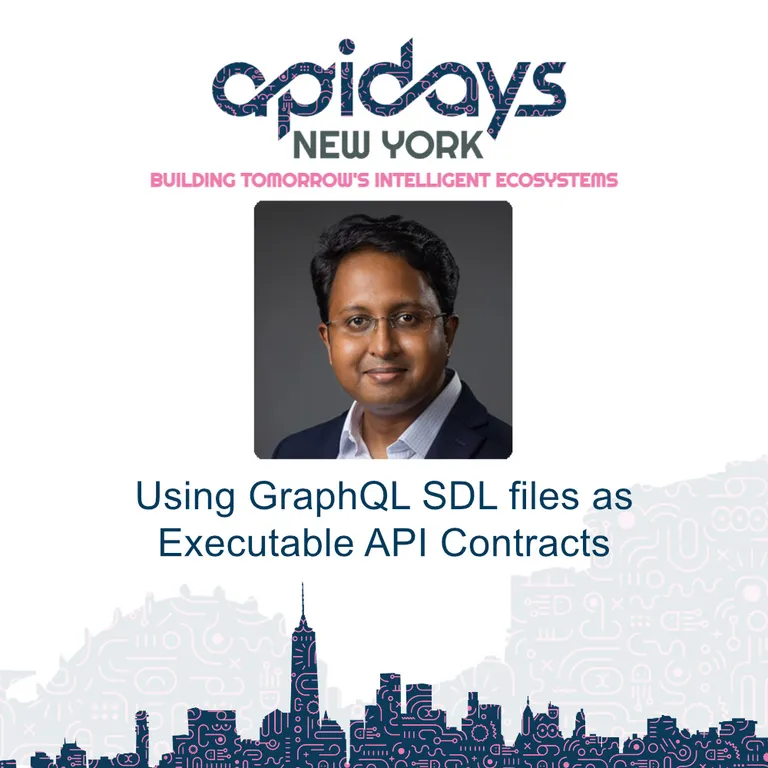 apidays
NEW YORK
BUILDING TOMORROW'S INTELLIGENT ECOSYSTEMS
Using GraphQL SDL files as
Executable API Contracts